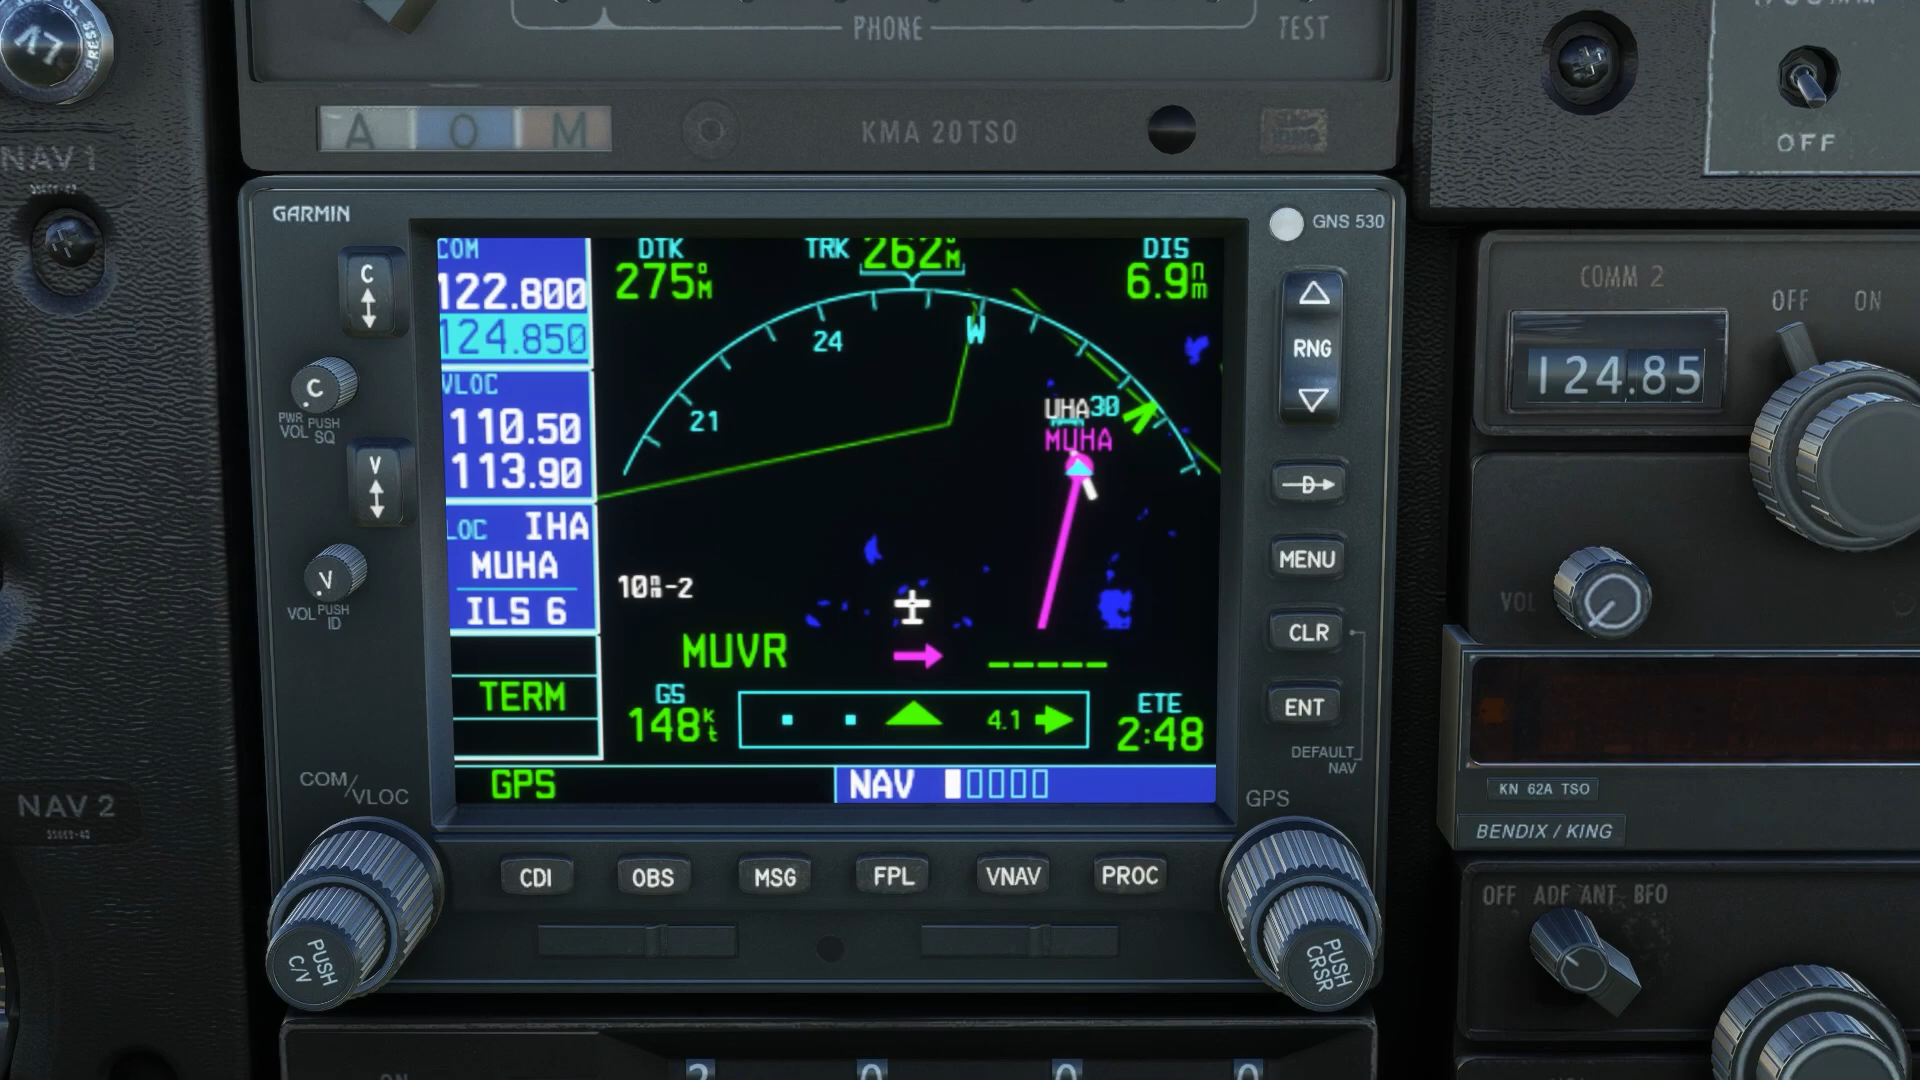 PHONE
TEST
PRESS
TO
A O M
KMA 20 TSO
OFF
NAV 1
GARMIN
GNS 530
C
C
PWR
VOL
PUSH
SQ
V
V
VOL
PUSH
ID
COM
122.800
124.850
VLOC
110.50
113.90
LOC IHA
MUHA
ILS 6
TERM
GPS
DTK
275°M
TRK 262°M
DIS
6.9nm
21
24
W
30
UHA
MUHA
10nm-2
MUVR
_____
GS
148kt
4.1
ETE
2:48
NAV
RNG
D
MENU
CLR
ENT
DEFAULT
NAV
COM/VLOC
GPS
CDI
OBS
MSG
FPL
VNAV
PROC
PUSH
C/V
PUSH
CRSR
NAV 2
COMM 2
OFF ON
124.85
VOL
KN 62A TSO
BENDIX / KING
OFF ADF ANT BFO